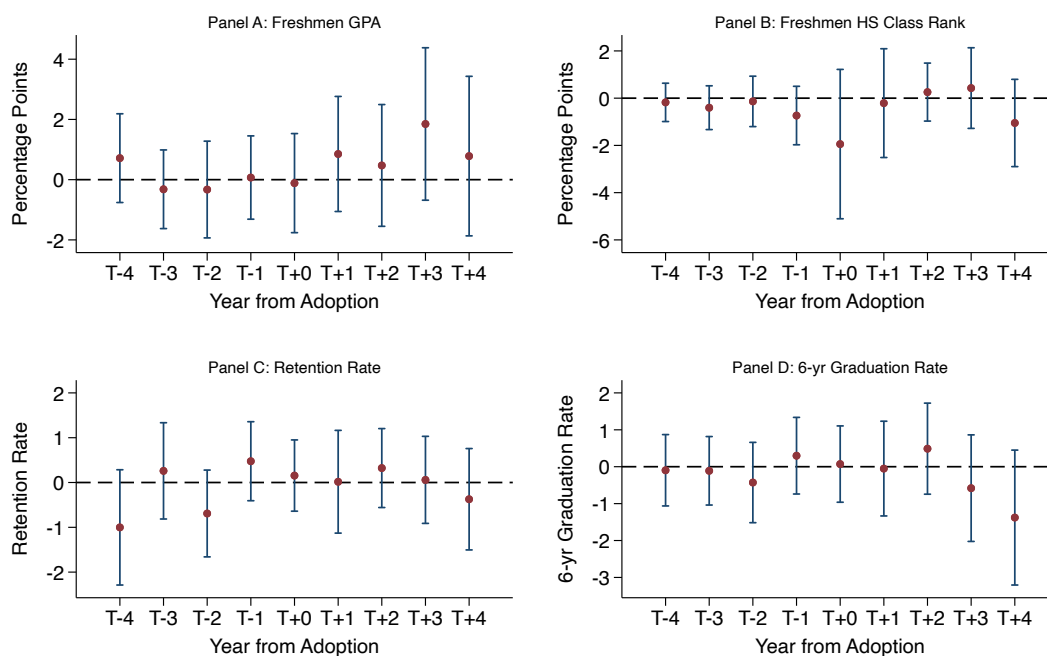 Panel A: Freshmen GPA
Percentage Points
4
2
0
-2
T-4 T-3 T-2 T-1 T+0 T+1 T+2 T+3 T+4
Year from Adoption
Panel B: Freshmen HS Class Rank
Percentage Points
2
0
-2
-4
-6
T-4 T-3 T-2 T-1 T+0 T+1 T+2 T+3 T+4
Year from Adoption
Panel C: Retention Rate
Retention Rate
2
1
0
-1
-2
T-4 T-3 T-2 T-1 T+0 T+1 T+2 T+3 T+4
Year from Adoption
Panel D: 6-yr Graduation Rate
6-yr Graduation Rate
2
1
0
-1
-2
-3
T-4 T-3 T-2 T-1 T+0 T+1 T+2 T+3 T+4
Year from Adoption